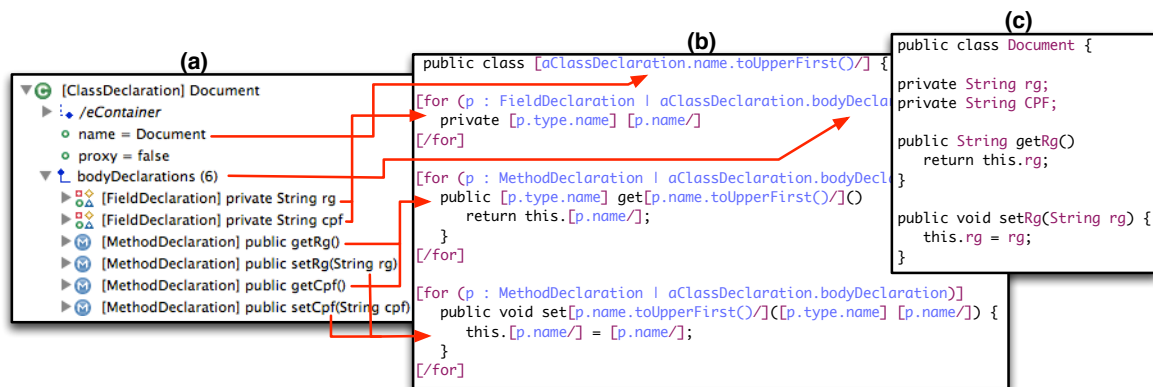 (a)
[ClassDeclaration] Document
/eContainer
name = Document
proxy = false
bodyDeclarations (6)
[FieldDeclaration] private String rg
[FieldDeclaration] private String cpf
[MethodDeclaration] public getRg()
[MethodDeclaration] public setRg(String rg)
[MethodDeclaration] public getCpf()
[MethodDeclaration] public setCpf(String cpf)
(b)
public class [aClassDeclaration.name.toUpperFirst()/] {
[for (p : FieldDeclaration | aClassDeclaration.bodyDecla
private [p.type.name] [p.name/]
[/for]
[for (p : MethodDeclaration | aClassDeclaration.bodyDecla
public [p.type.name] get[p.name.toUpperFirst()/]()
return this.[p.name/];
}
[/for]
[for (p : MethodDeclaration | aClassDeclaration.bodyDeclaration)]
public void set[p.name.toUpperFirst()/]([p.type.name] [p.name/]) {
this.[p.name/] = [p.name/];
}
[/for]
(c)
public class Document {
private String rg;
private String CPF;
public String getRg()
return this.rg;
}
public void setRg(String rg) {
this.rg = rg;
}